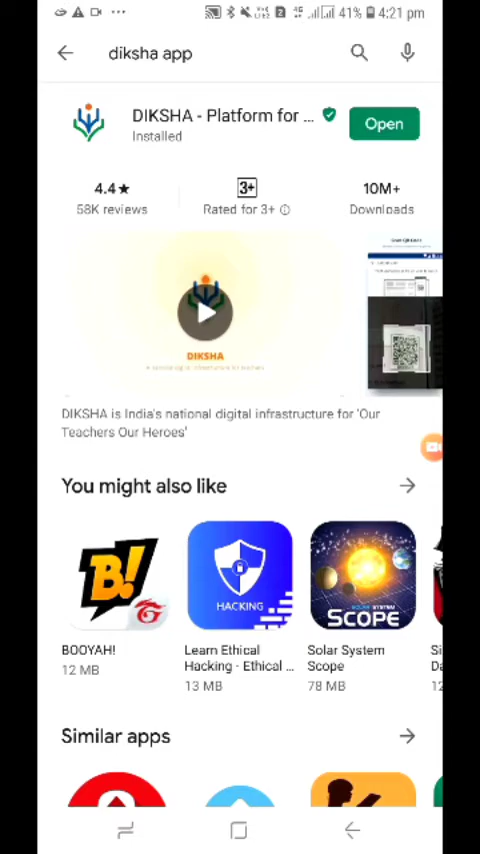 41% 4:21 pm
diksha app
DIKSHA - Platform for ...
Installed
Open
4.4★
58K reviews
3+
Rated for 3+
10M+
Downloads
DIKSHA
DIKSHA is India's national digital infrastructure for 'Our
Teachers Our Heroes'
You might also like
B!
HACKING
SOLAR SYSTEM
SCOPE
BOOYAH!
12 MB
Learn Ethical
Hacking - Ethical ...
13 MB
Solar System
Scope
78 MB
Si
Da
12
Similar apps